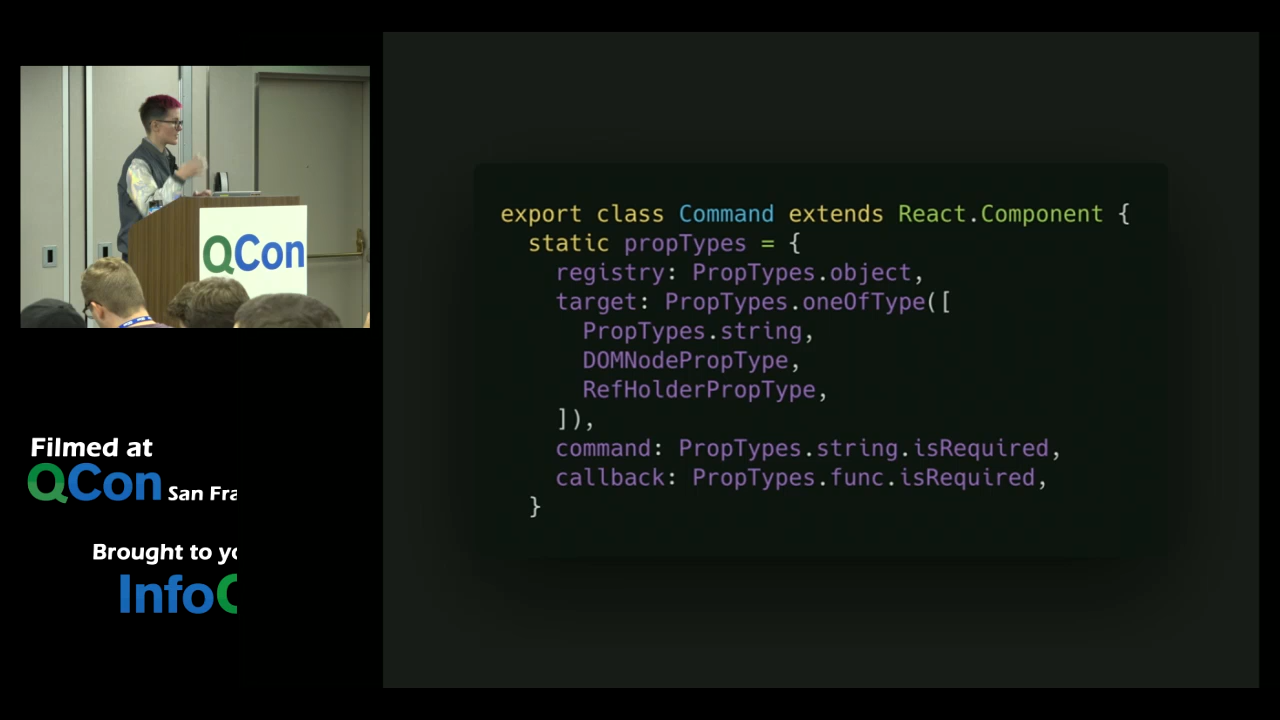 QCon
Filmed at
QCon San Fra
Brought to yo
Info
export class Command extends React.Component {
static propTypes = {
registry: PropTypes.object,
target: PropTypes.oneOfType([
PropTypes.string,
DOMNodePropType,
RefHolderPropType,
]),
command: PropTypes.string.isRequired,
callback: PropTypes.func.isRequired,
}